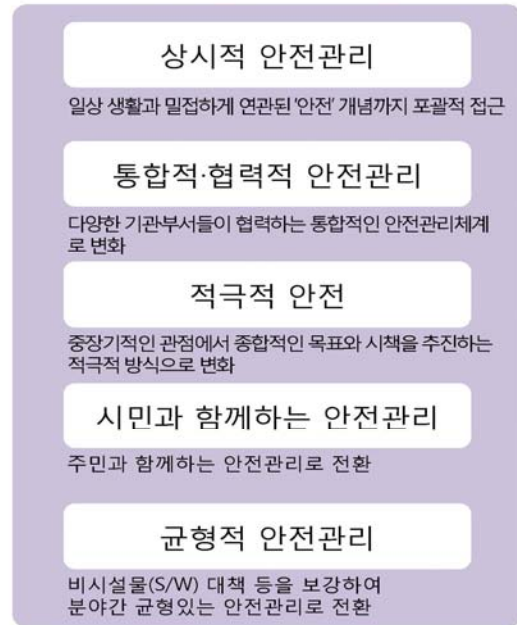 상시적 안전관리
일상 생활과 밀접하게 연관된 '안전' 개념까지 포괄적 접근
통합적·협력적 안전관리
다양한 기관·부서들이 협력하는 통합적인 안전관리체계
로 변화
적극적 안전
중장기적인 관점에서 종합적인 목표와 시책을 추진하는
적극적 방식으로 변화
시민과 함께하는 안전관리
주민과 함께하는 안전관리로 전환
균형적 안전관리
비시설물(S/W) 대책 등을 보강하여
분야간 균형있는 안전관리로 전환